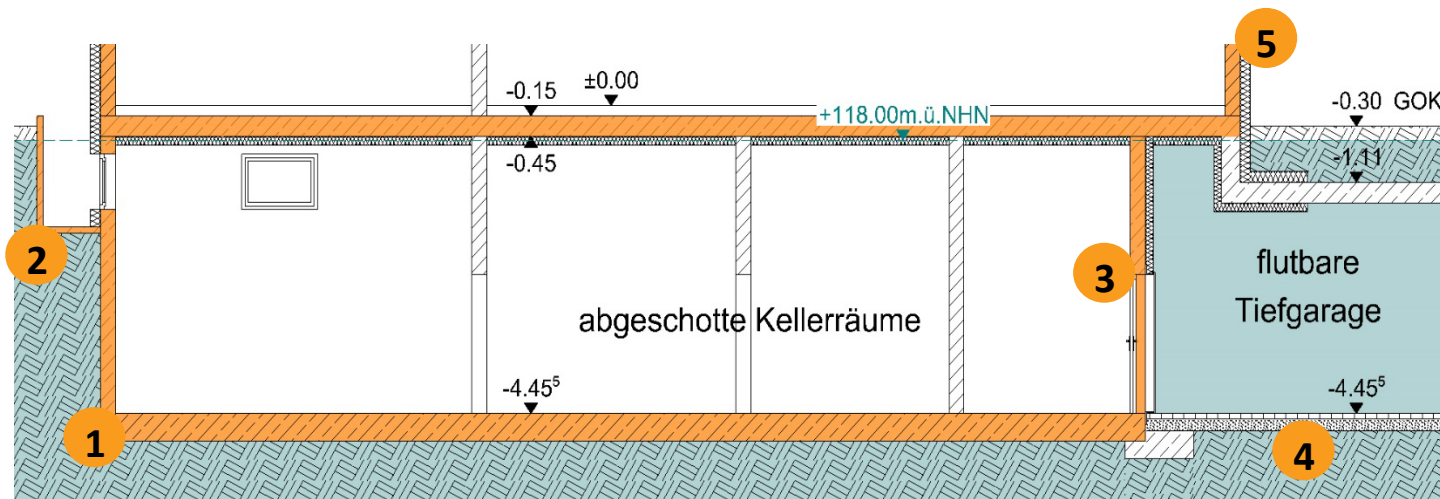 5
-0.15
±0.00
+118.00m.ü.NHN
-0.30 GOK
-0.45
-1.11
2
3
flutbare
Tiefgarage
abgeschotte Kellerräume
-4.45⁵
-4.45⁵
1
4